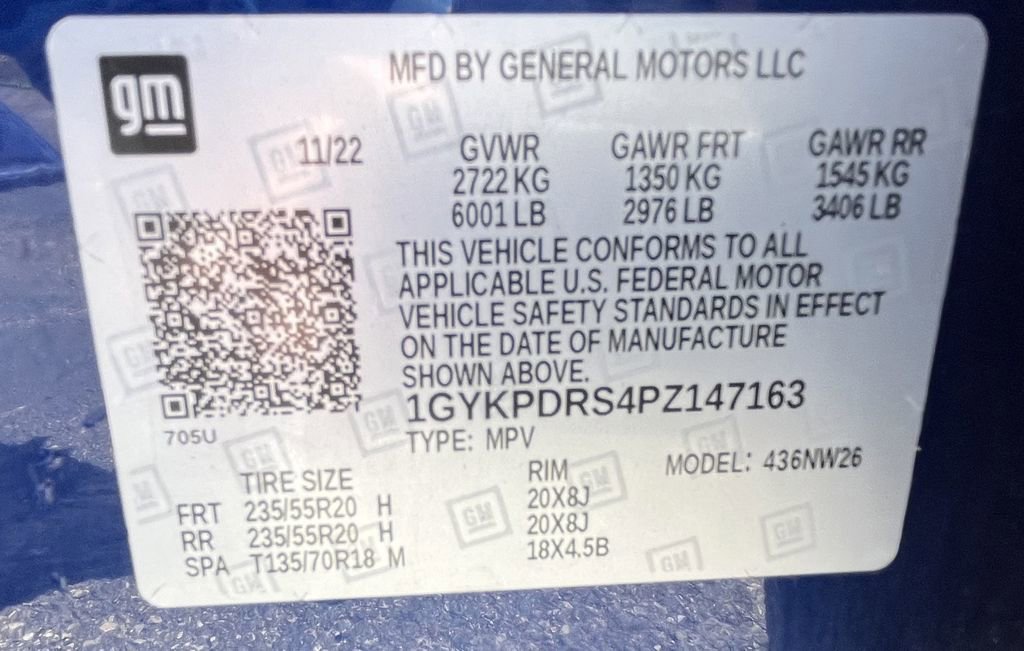 gm
MFD BY GENERAL MOTORS LLC
11/22 GVWR GAWR FRT GAWR RR
2722 KG 1350 KG 1545 KG
6001 LB 2976 LB 3406 LB
THIS VEHICLE CONFORMS TO ALL
APPLICABLE U.S. FEDERAL MOTOR
VEHICLE SAFETY STANDARDS IN EFFECT
ON THE DATE OF MANUFACTURE
SHOWN ABOVE.
1GYKPDRS4PZ147163
705U
TYPE: MPV
MODEL: 436NW26
TIRE SIZE RIM
FRT 235/55R20 H 20X8J
RR 235/55R20 H 20X8J
SPA T135/70R18 M 18X4.5B